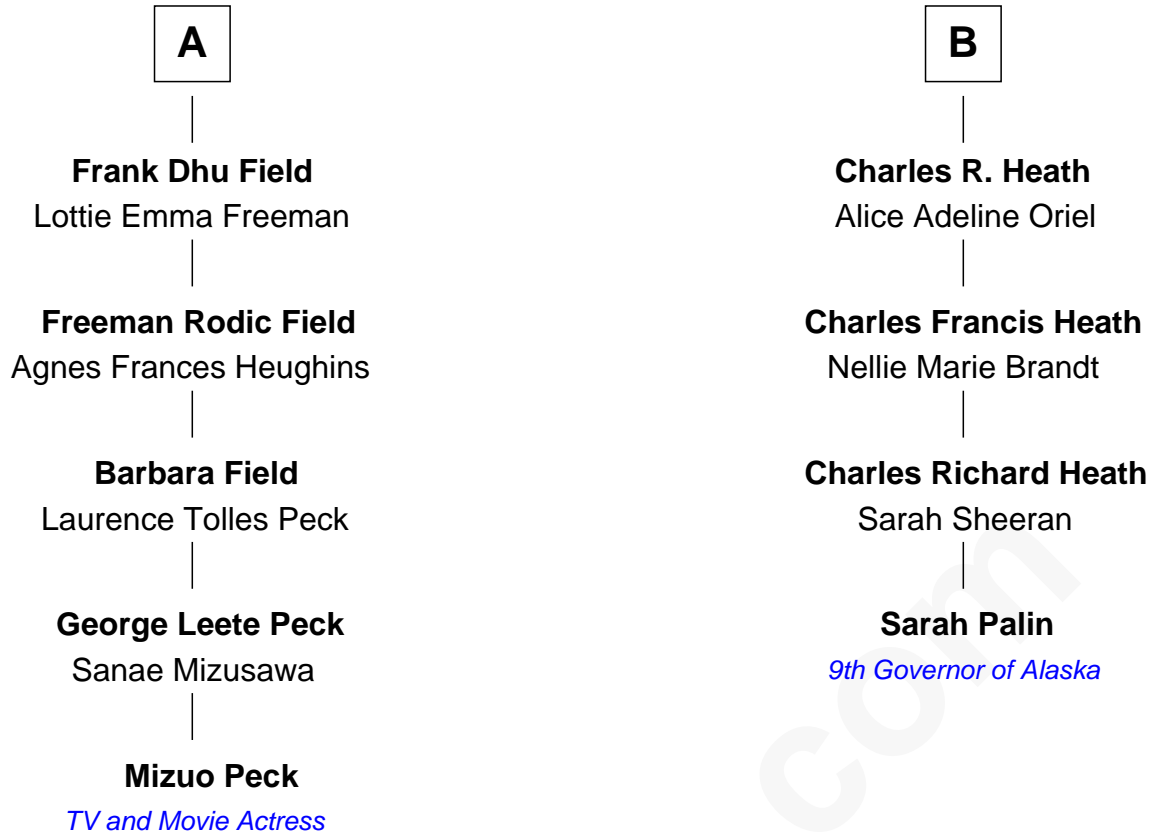 A
Frank Dhu Field
Lottie Emma Freeman
Freeman Rodic Field
Agnes Frances Heughins
Barbara Field
Laurence Tolles Peck
George Leete Peck
Sanae Mizusawa
Mizuo Peck
TV and Movie Actress
B
Charles R. Heath
Alice Adeline Oriel
Charles Francis Heath
Nellie Marie Brandt
Charles Richard Heath
Sarah Sheeran
Sarah Palin
9th Governor of Alaska
com